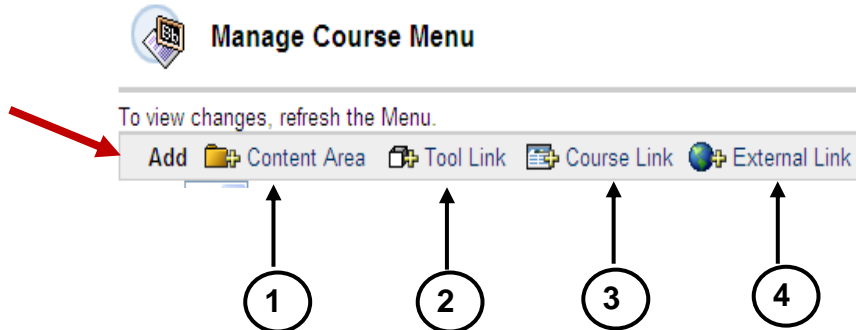 Manage Course Menu
To view changes, refresh the Menu.
Add Content Area Tool Link Course Link External Link
1 2 3 4